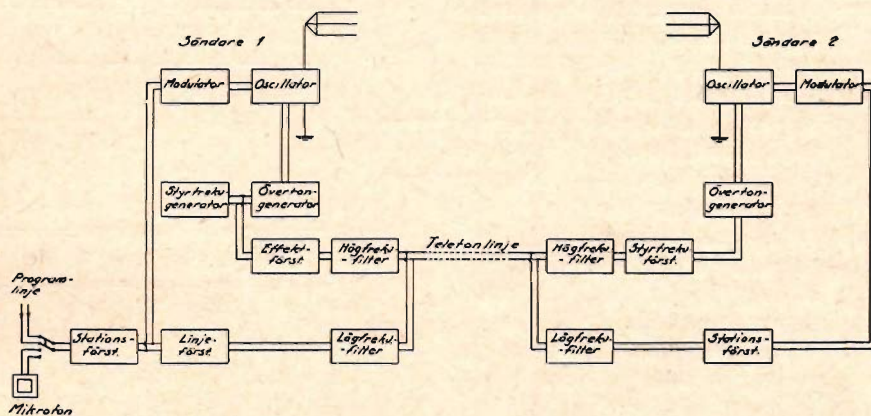 Sändare 1
Sändare 2
Modulator
Oscillator
Oscillator
Modulator
Styrfrekv.
generator
Överton-
generator
Överton-
generator
Effekt-
först.
Högfrekv.
-filter
Telefonlinje
Högfrekv.
-filter
Styrfrekv.
först.
Program-
linje
Stations-
först.
Linje-
först.
Lågfrekv.
-filter
Lågfrekv.
-filter
Stations-
först.
Mikrofon